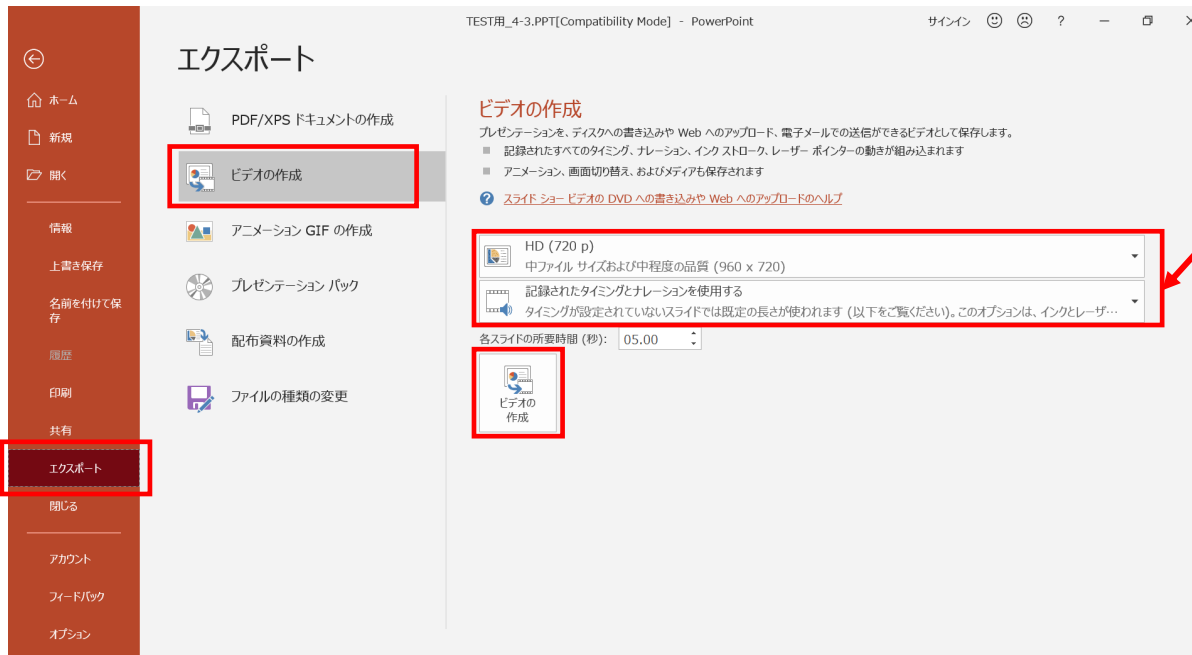 TEST用_4-3.PPT[Compatibility Mode] - PowerPoint
サインイン
?
エクスポート
ホーム
新規
開く
情報
上書き保存
名前を付けて保
存
履歴
印刷
共有
エクスポート
閉じる
アカウント
フィードバック
オプション
PDF/XPS ドキュメントの作成
ビデオの作成
アニメーション GIF の作成
プレゼンテーション パック
配布資料の作成
ファイルの種類の変更
ビデオの作成
プレゼンテーションを、ディスクへの書き込みや Web へのアップロード、電子メールでの送信ができるビデオとして保存します。
記録されたすべてのタイミング、ナレーション、インク ストローク、レーザー ポインターの動きが組み込まれます
アニメーション、画面切り替え、およびメディアも保存されます
スライド ショー ビデオの DVD への書き込みや Web へのアップロードのヘルプ
HD (720 p)
中ファイル サイズおよび中程度の品質 (960 x 720)
記録されたタイミングとナレーションを使用する
タイミングが設定されていないスライドでは既定の長さが使われます (以下をご覧ください)。このオプションは、インクとレーザ…
各スライドの所要時間 (秒): 05.00
ビデオの
作成